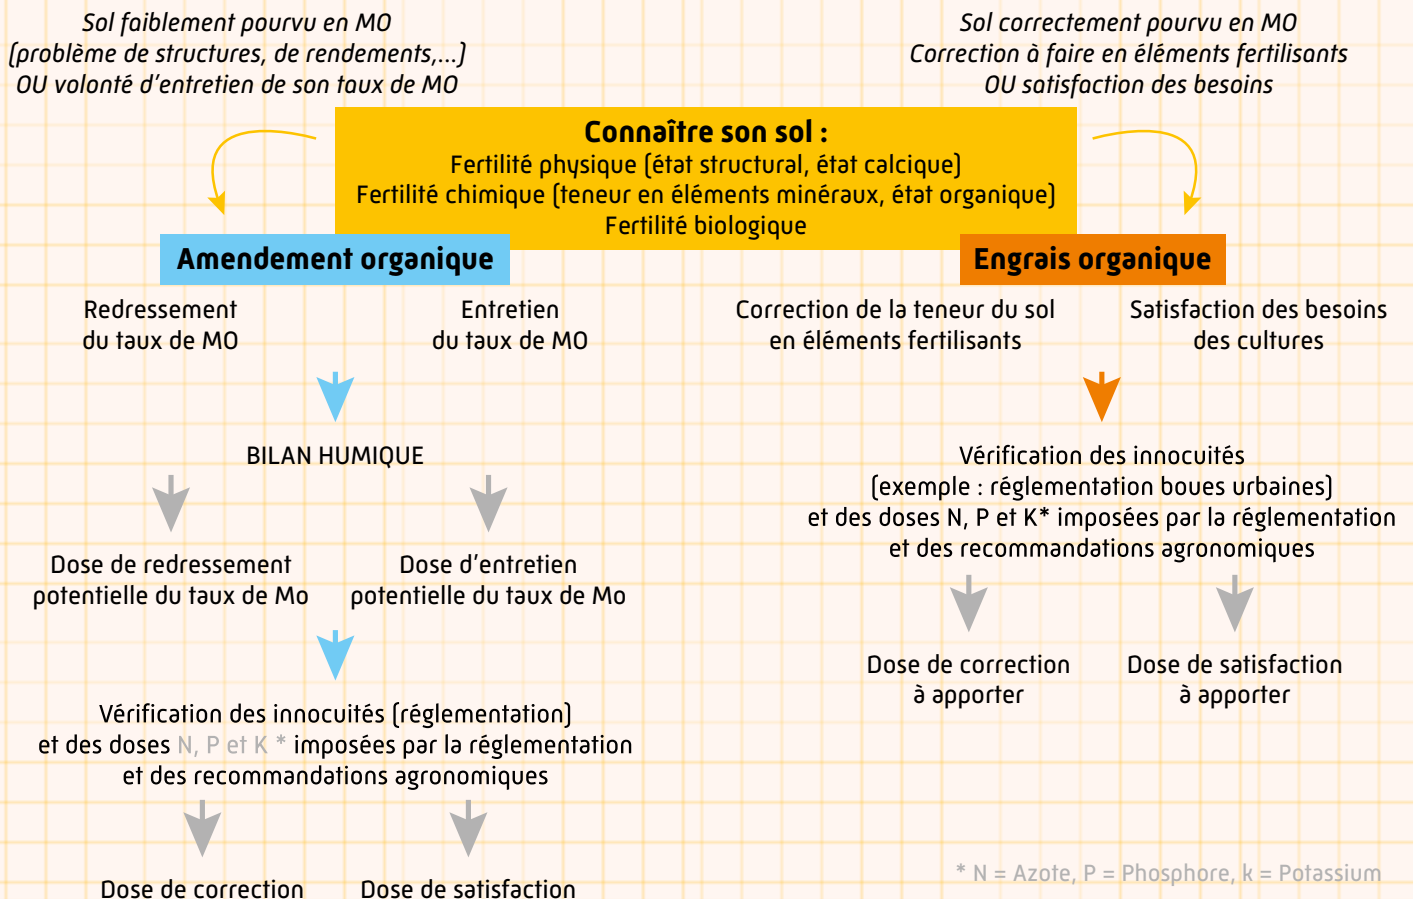 Sol faiblement pourvu en MO
(problème de structures, de rendements,...)
OU volonté d'entretien de son taux de MO
Sol correctement pourvu en MO
Correction à faire en éléments fertilisants
OU satisfaction des besoins
Connaître son sol :
Fertilité physique (état structural, état calcique)
Fertilité chimique (teneur en éléments minéraux, état organique)
Fertilité biologique
Amendement organique
Redressement
du taux de MO
Entretien
du taux de MO
BILAN HUMIQUE
Dose de redressement
potentielle du taux de Mo
Dose d'entretien
potentielle du taux de Mo
Vérification des innocuités (réglementation)
et des doses N, P et K * imposées par la réglementation
et des recommandations agronomiques
Dose de correction
Dose de satisfaction
Engrais organique
Correction de la teneur du sol
en éléments fertilisants
Satisfaction des besoins
des cultures
Vérification des innocuités
(exemple : réglementation boues urbaines)
et des doses N, P et K* imposées par la réglementation
et des recommandations agronomiques
Dose de correction
à apporter
Dose de satisfaction
à apporter
* N = Azote, P = Phosphore, k = Potassium